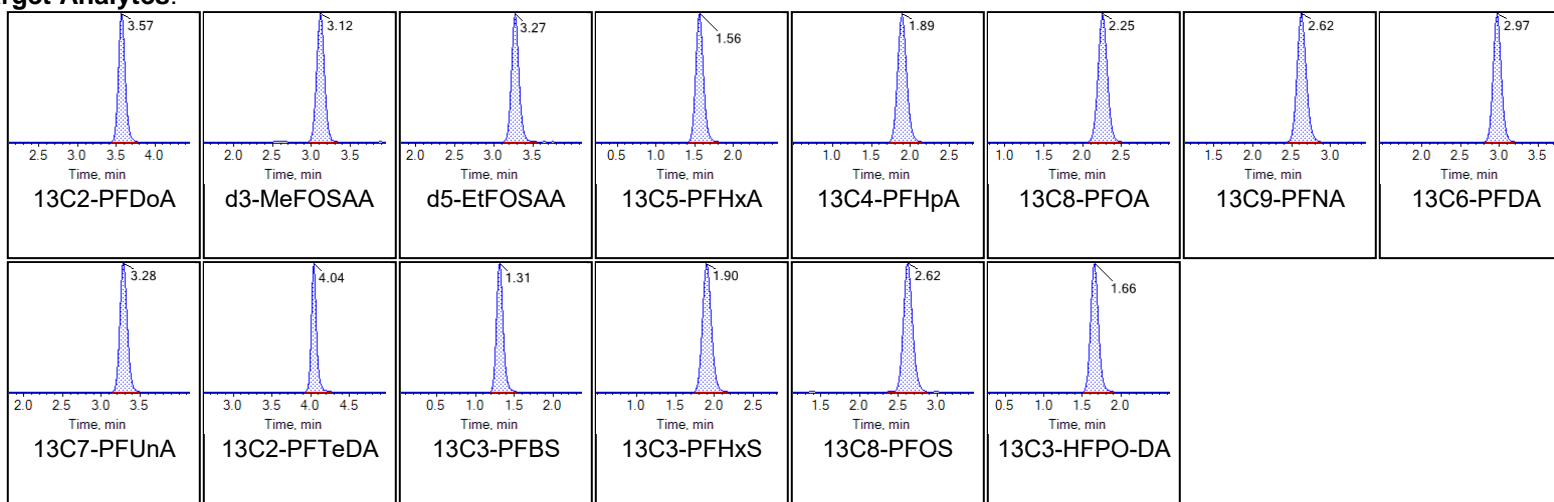 rget Analytes:
3.57 3.12 3.27 1.56 1.89 2.25 2.62 2.97
2.5 3.0 3.5 4.0 2.0 2.5 3.0 3.5 2.0 2.5 3.0 3.5 0.5 1.0 1.5 2.0 1.0 1.5 2.0 2.5 1.0 1.5 2.0 2.5 1.5 2.0 2.5 3.0 2.0 2.5 3.0 3.5
Time, min Time, min Time, min Time, min Time, min Time, min Time, min Time, min
13C2-PFDoA d3-MeFOSAA d5-EtFOSAA 13C5-PFHxA 13C4-PFHpA 13C8-PFOA 13C9-PFNA 13C6-PFDA
3.28 4.04 1.31 1.90 2.62 1.66
2.0 2.5 3.0 3.5 3.0 3.5 4.0 4.5 0.5 1.0 1.5 2.0 1.0 1.5 2.0 2.5 1.5 2.0 2.5 3.0 0.5 1.0 1.5 2.0
Time, min Time, min Time, min Time, min Time, min Time, min
13C7-PFUnA 13C2-PFTeDA 13C3-PFBS 13C3-PFHxS 13C8-PFOS 13C3-HFPO-DA